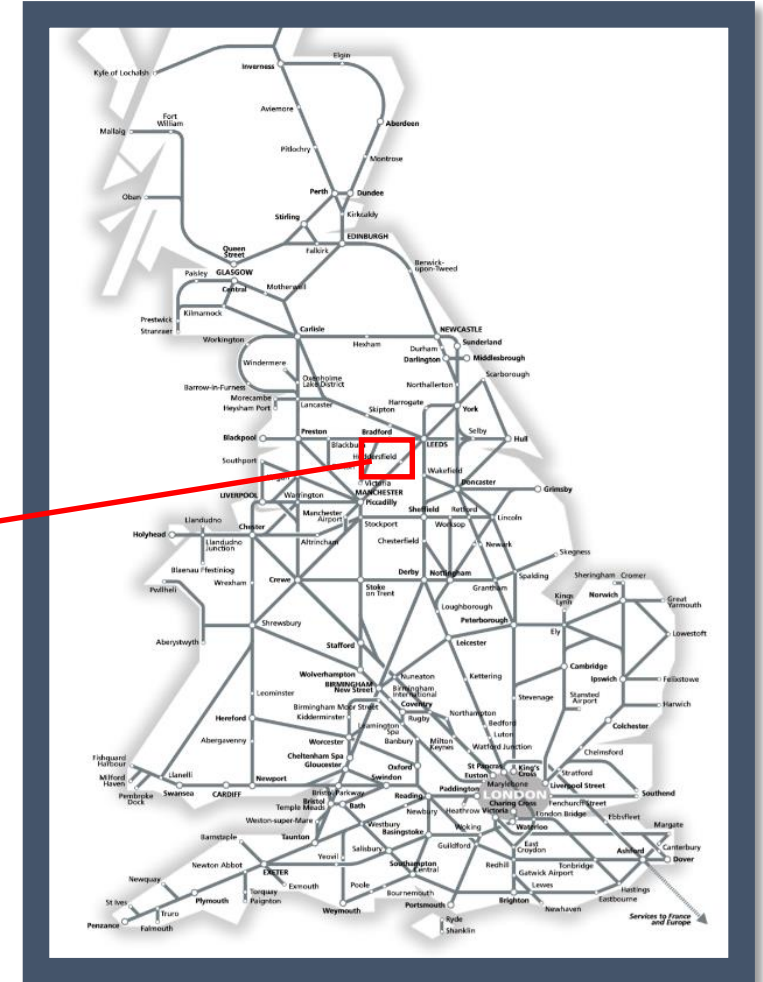 Elgin
Inverness
Kyle of Lochalsh
Aviemore
Fort
William
Aberdeen
Mallaig
Pitlochry
Montrose
Perth
Dundee
Oban
Stirling
Kirkcaldy
EDINBURGH
Queen
Street
Falkirk
Berwick-
upon-Tweed
Paisley
GLASGOW
Central
Motherwell
Kilmarnock
Prestwick
Stranraer
Carlisle
NEWCASTLE
Workington
Hexham
Durham
Sunderland
Darlington
Middlesbrough
Windermere
Scarborough
Oxenholme
Lake District
Northallerton
Barrow-in-Furness
Morecambe
Heysham Port
Lancaster
Harrogate
York
Skipton
Blackpool
Preston
Bradford
Selby
Blackburn
LEEDS
Hull
Southport
Huddersfield
Wakefield
Victoria
MANCHESTER
Doncaster
Grimsby
LIVERPOOL
Warrington
Piccadilly
Manchester
Airport
Sheffield
Retford
Llandudno
Stockport
Worksop
Lincoln
Holyhead
Chester
Llandudno
Junction
Altrincham
Chesterfield
Newark
Skegness
Blaenau Ffestiniog
Derby
Nottingham
Pwllheli
Wrexham
Crewe
Stoke
on Trent
Grantham
Spalding
Sheringham
Cromer
Kings
Lynn
Norwich
Great
Yarmouth
Loughborough
Shrewsbury
Peterborough
Ely
Lowestoft
Aberystwyth
Stafford
Leicester
Wolverhampton
Nuneaton
Kettering
Cambridge
BIRMINGHAM
New Street
Birmingham
International
Ipswich
Felixstowe
Leominster
Birmingham Moor Street
Coventry
Stevenage
Stansted
Airport
Harwich
Kidderminster
Rugby
Northampton
Hereford
Leamington
Spa
Bedford
Colchester
Worcester
Banbury
Milton
Keynes
Luton
Abergavenny
Watford Junction
Chelmsford
Cheltenham Spa
Gloucester
Oxford
St Pancras
Euston
King's
Cross
Fishguard
Harbour
Llanelli
Swindon
Marylebone
Stratford
Milford
Haven
Newport
Bristol Parkway
Reading
Paddington
LONDON
Liverpool Street
Southend
Pembroke
Dock
Swansea
CARDIFF
Bristol
Temple Meads
Bath
Newbury
Heathrow
Victoria
Charing Cross
Fenchurch Street
London Bridge
Ebbsfleet
Weston-super-Mare
Westbury
Waterloo
Margate
Barnstaple
Taunton
Basingstoke
Woking
Canterbury
Salisbury
Guildford
East
Croydon
Ashford
Dover
Yeovil
Newton Abbot
EXETER
Southampton
Central
Redhill
Tonbridge
Gatwick Airport
Newquay
Exmouth
Poole
Lewes
Hastings
St Ives
Plymouth
Torquay
Paignton
Bournemouth
Eastbourne
Truro
Weymouth
Portsmouth
Brighton
Newhaven
Penzance
Falmouth
Ryde
Shanklin
Services to France
and Europe